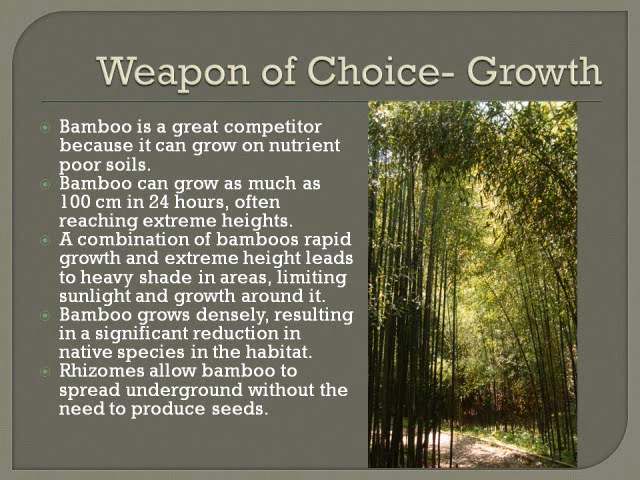 Weapon of Choice- Growth
Bamboo is a great competitor
because it can grow on nutrient
poor soils.
Bamboo can grow as much as
100 cm in 24 hours, often
reaching extreme heights.
A combination of bamboos rapid
growth and extreme height leads
to heavy shade in areas, limiting
sunlight and growth around it.
Bamboo grows densely, resulting
in a significant reduction in
native species in the habitat.
Rhizomes allow bamboo to
spread underground without the
need to produce seeds.